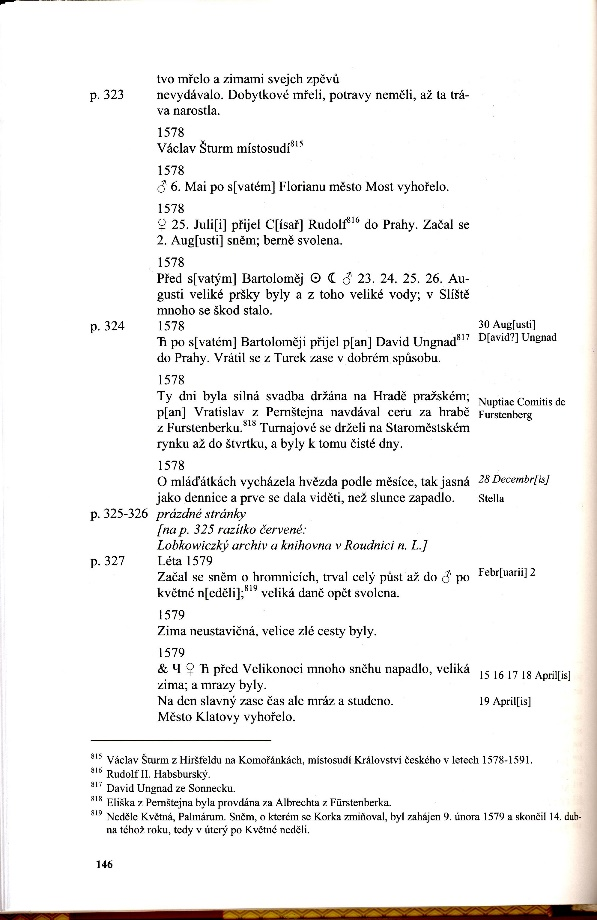 tvo mřelo a zimami svejch zpěvů
p. 323 nevydávalo. Dobytkové mřeli, potravy neměli, až ta trá-
va narostla.
1578
Václav Šturm místosudí⁸¹⁵
1578
♂ 6. Mai po s[vatém] Florianu město Most vyhořelo.
1578
♀ 25. Juli[i] přijel C[ísař] Rudolf⁸¹⁶ do Prahy. Začal se
2. Aug[usti] sněm; berně svolena.
1578
Před s[vatým] Bartoloměj ☉ ☾ ♂ 23. 24. 25. 26. Au-
gusti veliké pršky byly a z toho veliké vody; v Slíště
mnoho se škod stalo.
p. 324 1578 30 Aug[usti]
♄ po s[vatém] Bartoloměji přijel p[an] David Ungnad⁸¹⁷ D[avid?] Ungnad
do Prahy. Vrátil se z Turek zase v dobrém spůsobu.
1578
Ty dni byla silná svadba držána na Hradě pražském; Nuptiae Comitis de
p[an] Vratislav z Pernštejna navdával ceru za hrabě Furstenberg
z Furstenberku.⁸¹⁸ Turnajové se drželi na Staroměstském
rynku až do štvrtku, a byly k tomu čisté dny.
1578
O mláďátkách vycházela hvězda podle měsíce, tak jasná 28 Decembr[is]
jako dennice a prve se dala viděti, než slunce zapadlo. Stella
p. 325-326 prázdné stránky
[na p. 325 razítko červené:
Lobkowiczký archiv a knihovna v Roudnici n. L.]
p. 327 Léta 1579
Začal se sněm o hromnicích, trval celý půst až do ♂ po Febr[uarii] 2
květné n[eděli];⁸¹⁹ veliká daně opět svolena.
1579
Zima neustavičná, velice zlé cesty byly.
1579
& ♃ ♀ ♄ před Velikonoci mnoho sněhu napadlo, veliká 15 16 17 18 April[is]
zima; a mrazy byly.
Na den slavný zase čas ale mráz a studeno. 19 April[is]
Město Klatovy vyhořelo.
⁸¹⁵ Václav Šturm z Hiršfeldu na Komořánkách, místosudí Království českého v letech 1578-1591.
⁸¹⁶ Rudolf II. Habsburský.
⁸¹⁷ David Ungnad ze Sonnecku.
⁸¹⁸ Eliška z Pernštejna byla provdána za Albrechta z Fürstenberka.
⁸¹⁹ Neděle Květná, Palmárum. Sněm, o kterém se Korka zmiňoval, byl zahájen 9. února 1579 a skončil 14. dub-
na téhož roku, tedy v úterý po Květné neděli.
146